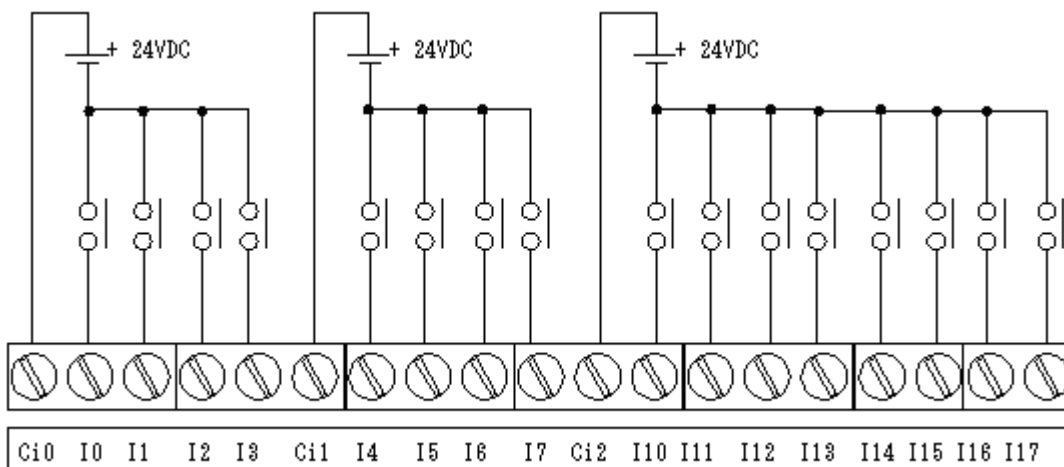 + 24VDC + 24VDC + 24VDC
Ci0 I0 I1 I2 I3 Ci1 I4 I5 I6 I7 Ci2 I10 I11 I12 I13 I14 I15 I16 I17